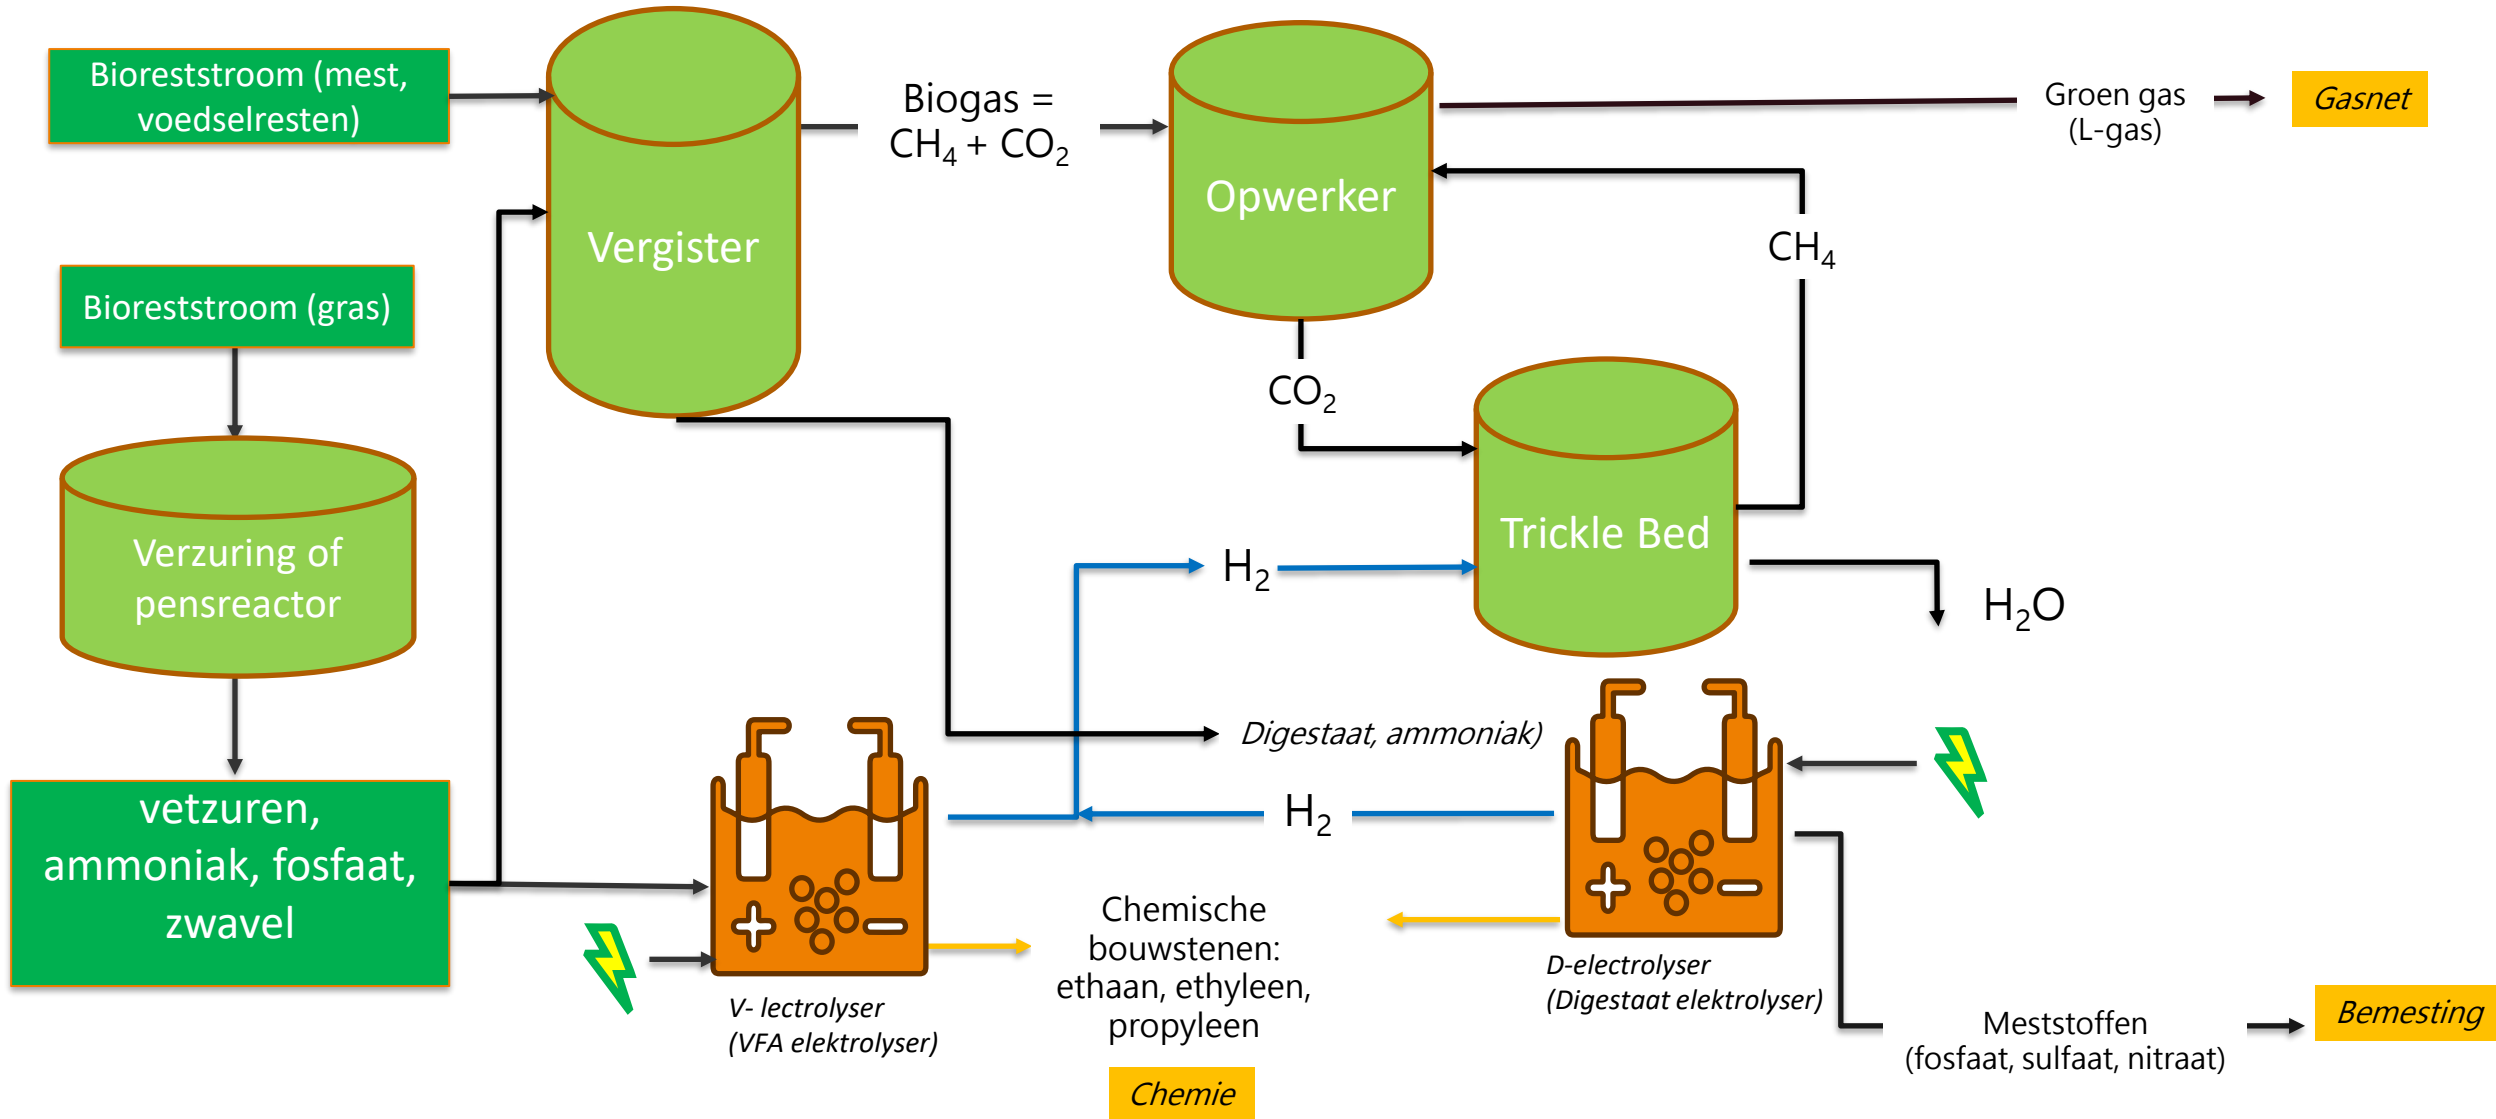 Bioreststroom (mest,
voedselresten)
Biogas =
CH₄ + CO₂
Groen gas
(L-gas)
Gasnet
Opwerker
Vergister
CH₄
Bioreststroom (gras)
CO₂
Trickle Bed
Verzuring of
pensreactor
H₂
H₂O
Digestaat, ammoniak)
H₂
vetzuren,
ammoniak, fosfaat,
zwavel
Chemische
bouwstenen:
ethaan, ethyleen,
propyleen
V- lectrolyser
(VFA elektrolyser)
D-electrolyser
(Digestaat elektrolyser)
Meststoffen
(fosfaat, sulfaat, nitraat)
Bemesting
Chemie